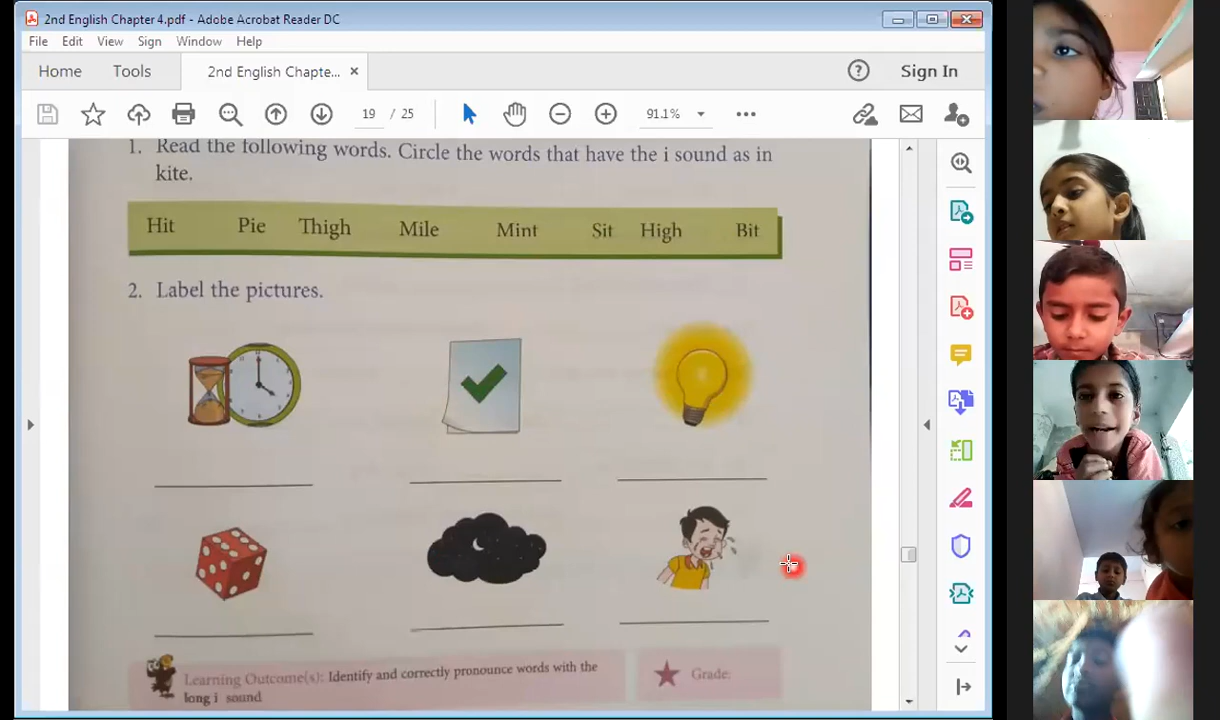 2nd English Chapter 4.pdf - Adobe Acrobat Reader DC
File Edit View Sign Window Help
Home Tools 2nd English Chapte... Sign In
19 / 25 91.1%
1. Read the following words. Circle the words that have the i sound as in
kite.
Hit Pie Thigh Mile Mint Sit High Bit
2. Label the pictures.
Learning Outcome(s): Identify and correctly pronounce words with the
long i sound
Grade: